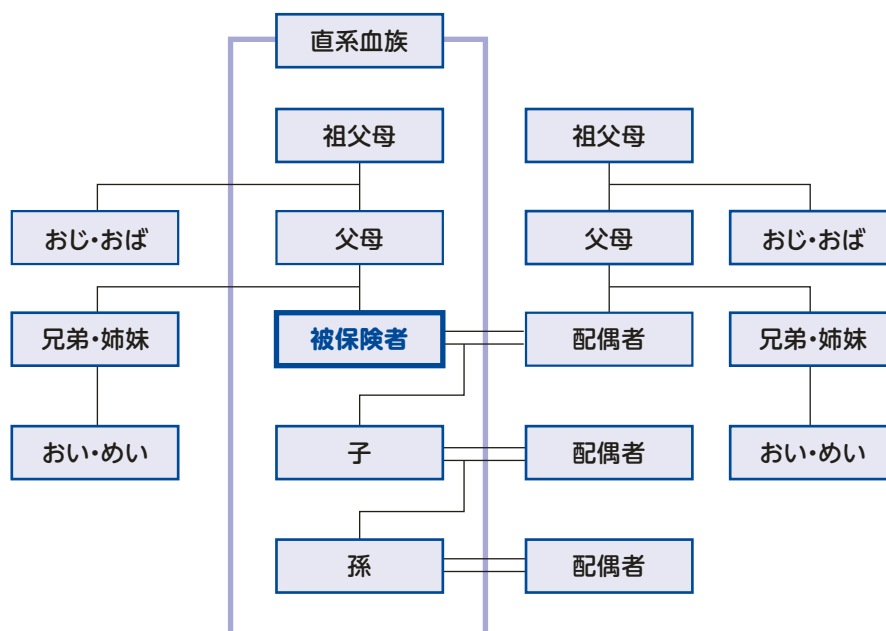 直系血族
祖父母
祖父母
おじ・おば
父母
父母
おじ・おば
兄弟・姉妹
被保険者
配偶者
兄弟・姉妹
おい・めい
子
配偶者
おい・めい
孫
配偶者